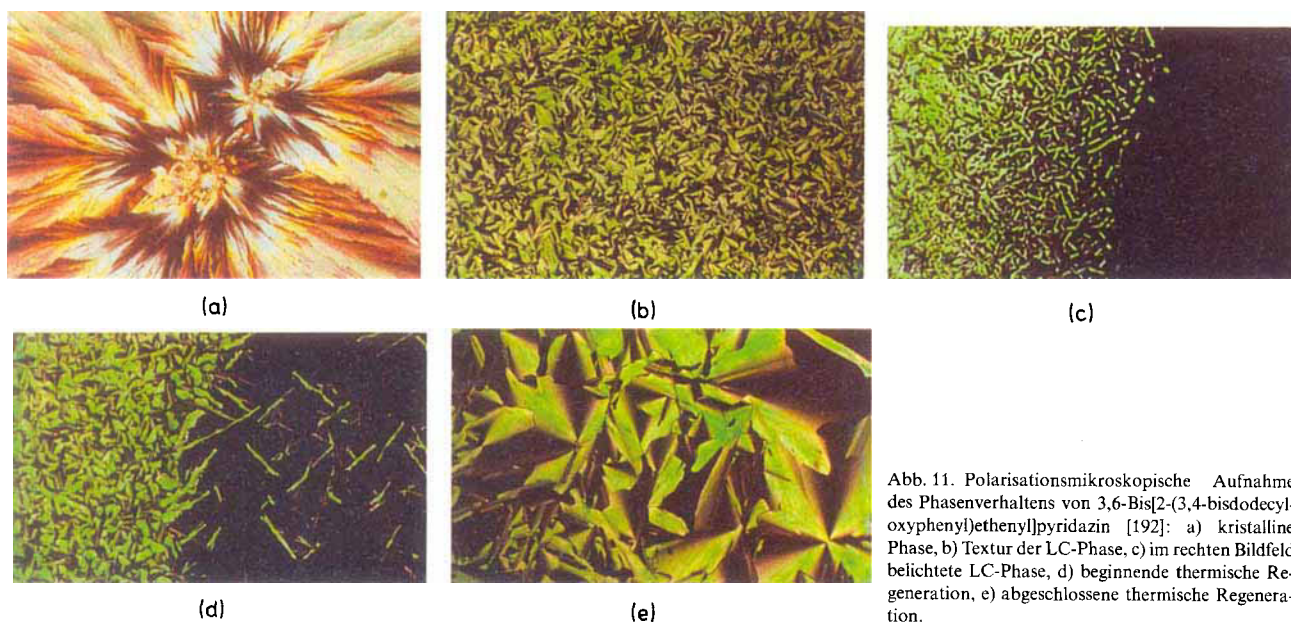 (a)
(b)
(c)
(d)
(e)
Abb. 11. Polarisationsmikroskopische Aufnahme
des Phasenverhaltens von 3,6-Bis[2-(3,4-bisdodecyl-
oxyphenyl)ethenyl]pyridazin [192]: a) kristalline
Phase, b) Textur der LC-Phase, c) im rechten Bildfeld
belichtete LC-Phase, d) beginnende thermische Re-
generation, e) abgeschlossene thermische Regenera-
tion.